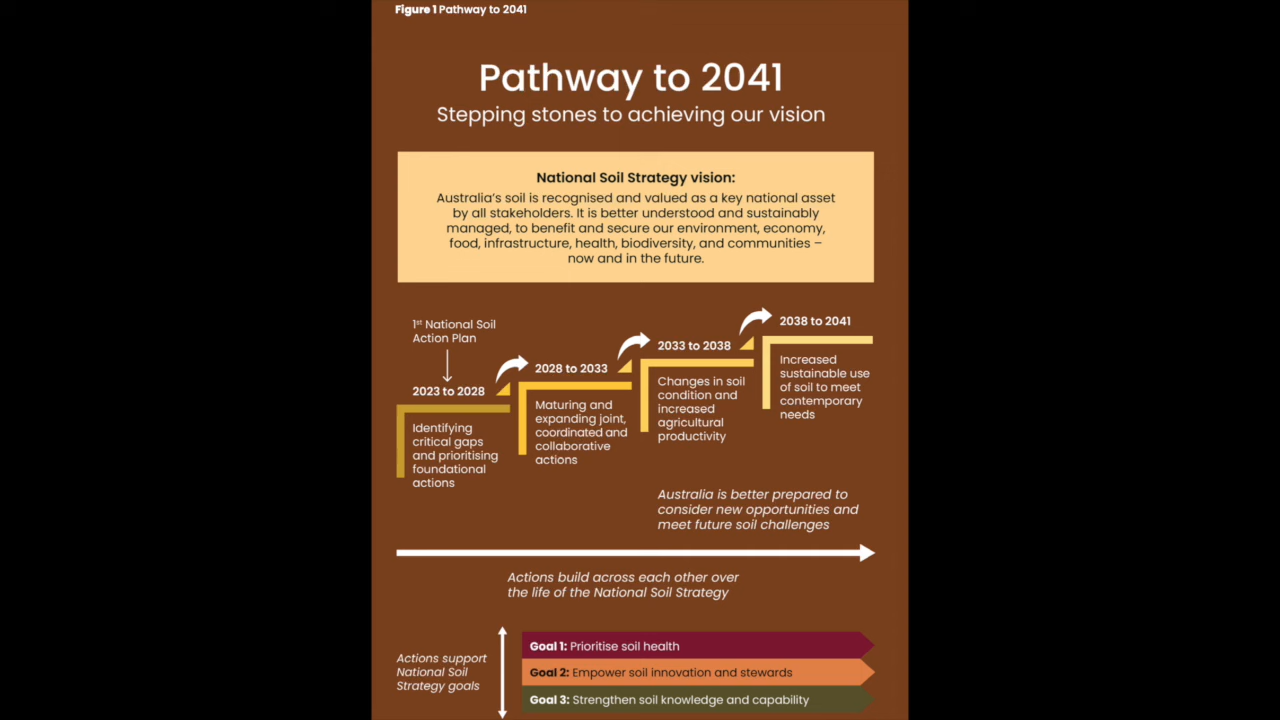 Figure 1 Pathway to 2041
Pathway to 2041
Stepping stones to achieving our vision
National Soil Strategy vision:
Australia's soil is recognised and valued as a key national asset
by all stakeholders. It is better understood and sustainably
managed, to benefit and secure our environment, economy,
food, infrastructure, health, biodiversity, and communities –
now and in the future.
1st National Soil
Action Plan
2023 to 2028
Identifying
critical gaps
and prioritising
foundational
actions
2028 to 2033
Maturing and
expanding joint,
coordinated and
collaborative
actions
2033 to 2038
Changes in soil
condition and
increased
agricultural
productivity
2038 to 2041
Increased
sustainable use
of soil to meet
contemporary
needs
Australia is better prepared to
consider new opportunities and
meet future soil challenges
Actions build across each other over
the life of the National Soil Strategy
Actions support
National Soil
Strategy goals
Goal 1: Prioritise soil health
Goal 2: Empower soil innovation and stewards
Goal 3: Strengthen soil knowledge and capability